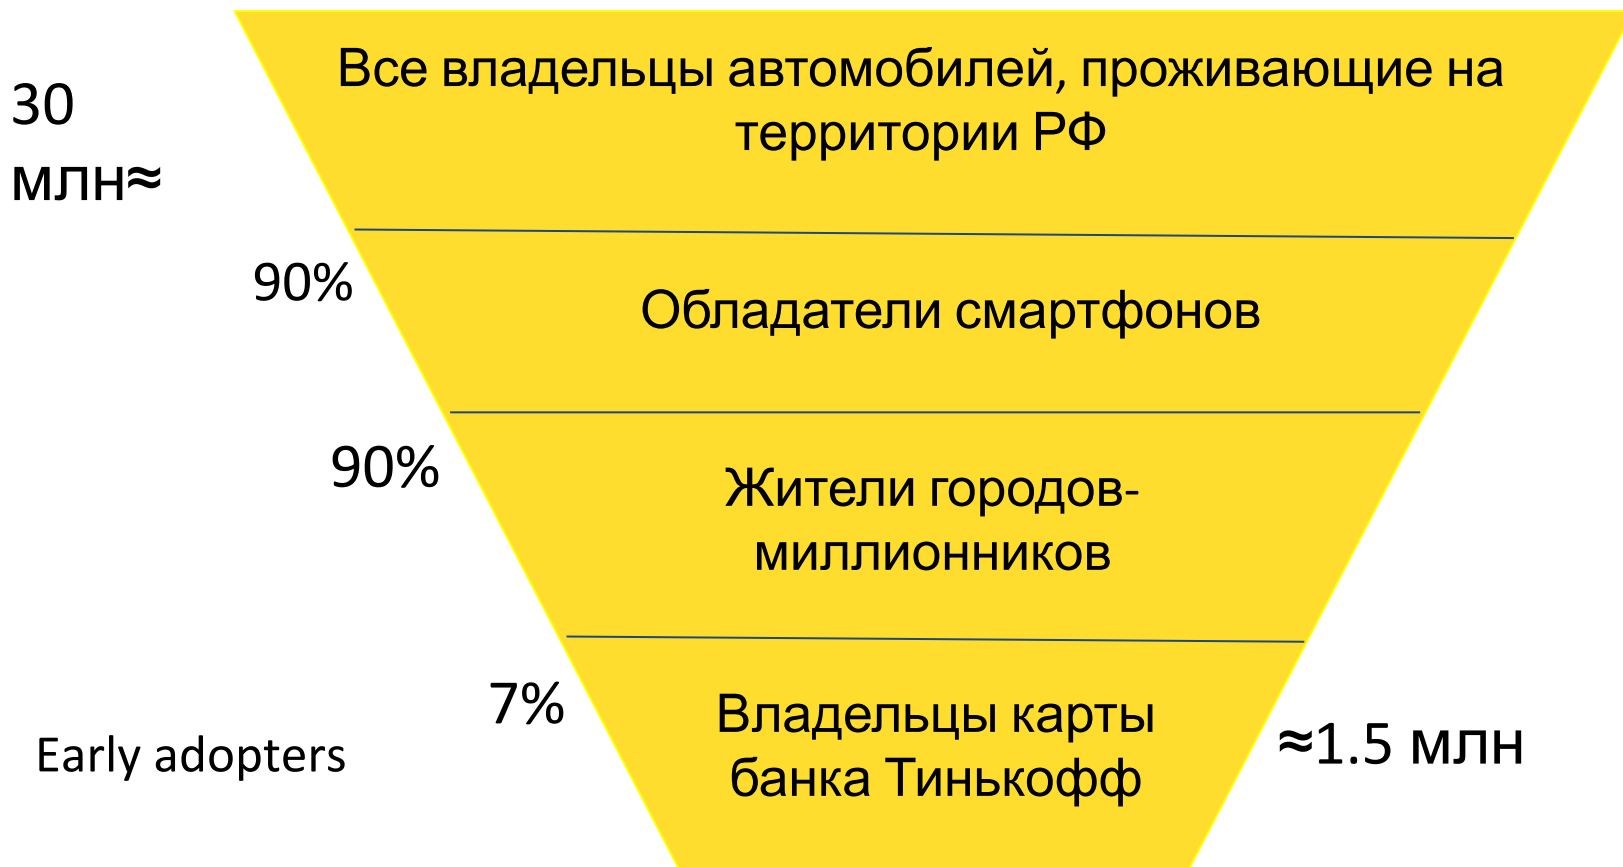 Все владельцы автомобилей, проживающие на
территории РФ
30
млн≈
90%
Обладатели смартфонов
90%
Жители городов-
миллионников
7%
Владельцы карты
банка Тинькофф
Early adopters
≈1.5 млн